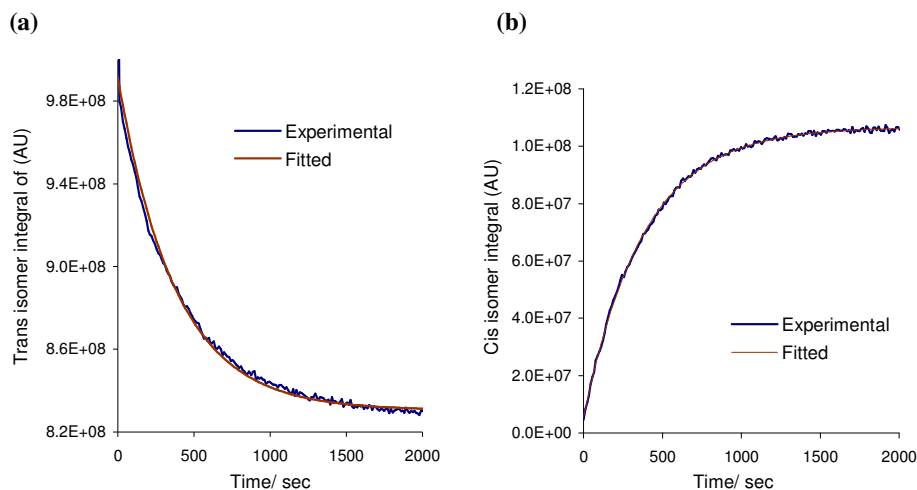 (a)
Trans isomer integral of (AU)
9.8E+08
9.4E+08
9.0E+08
8.6E+08
8.2E+08
0 500 1000 1500 2000
Time/ sec
Experimental
Fitted
(b)
Cis isomer integral (AU)
1.2E+08
1.0E+08
8.0E+07
6.0E+07
4.0E+07
2.0E+07
0.0E+00
0 500 1000 1500 2000
Time/ sec
Experimental
Fitted